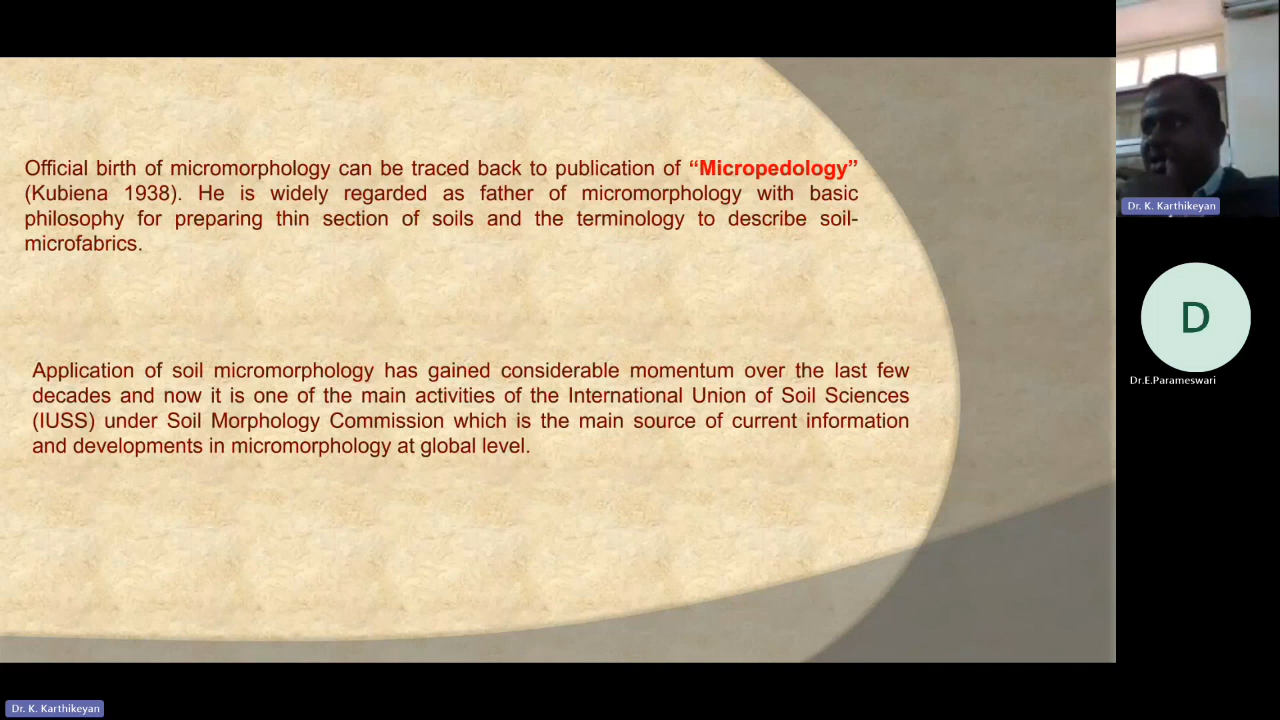 Official birth of micromorphology can be traced back to publication of “Micropedology”
(Kubiena 1938). He is widely regarded as father of micromorphology with basic
philosophy for preparing thin section of soils and the terminology to describe soil-
microfabrics.
Application of soil micromorphology has gained considerable momentum over the last few
decades and now it is one of the main activities of the International Union of Soil Sciences
(IUSS) under Soil Morphology Commission which is the main source of current information
and developments in micromorphology at global level.
Dr. K. Karthikeyan
D
Dr.E.Parameswari
Dr. K. Karthikeyan